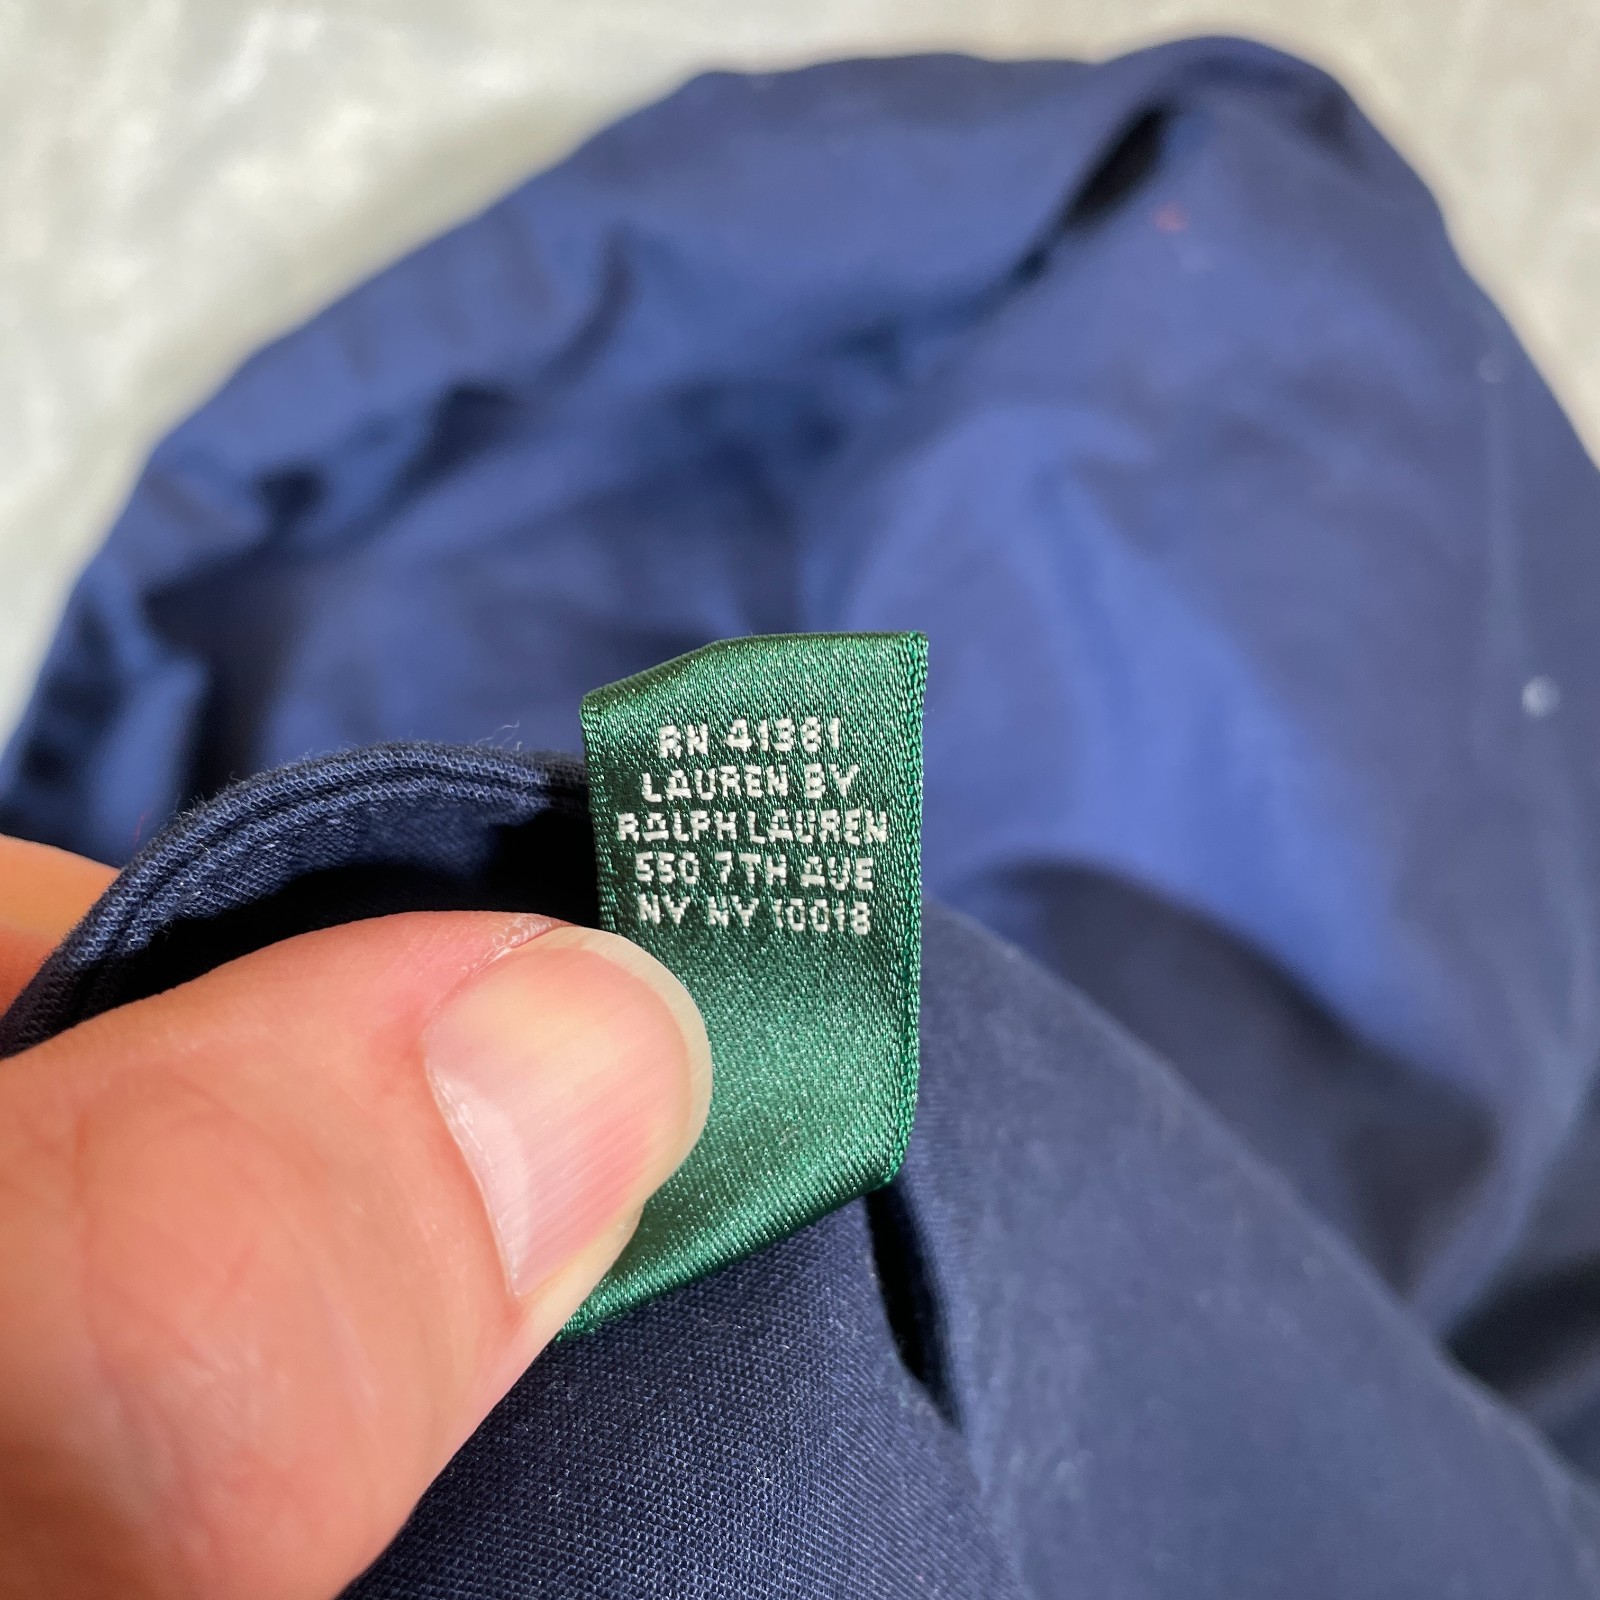 RN 41381
LAUREN BY
RALPH LAUREN
550 7TH AVE
NY NY 10018